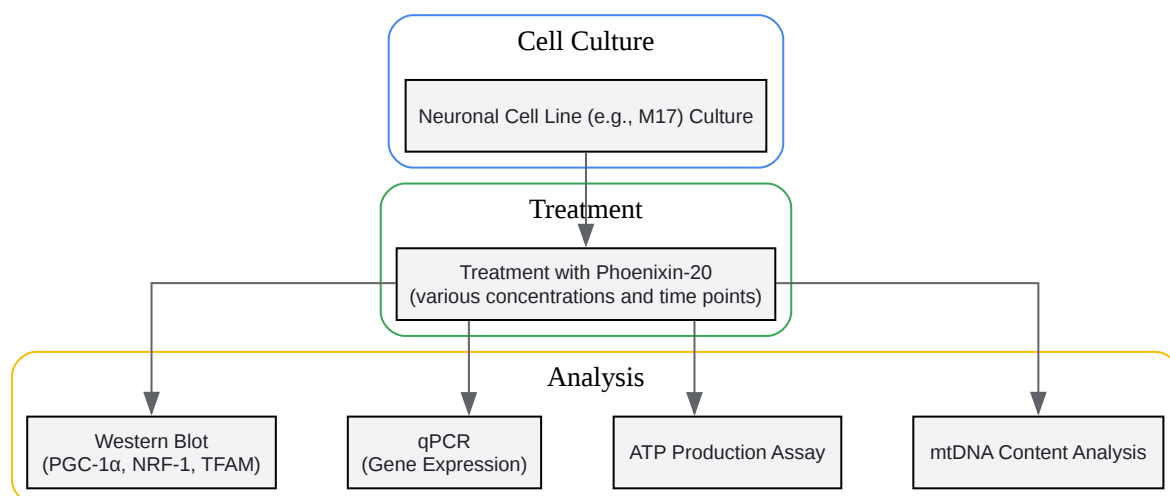 Cell Culture
Neuronal Cell Line (e.g., M17) Culture
Treatment
Treatment with Phoenixin-20
(various concentrations and time points)
Analysis
Western Blot
(PGC-1α, NRF-1, TFAM)
qPCR
(Gene Expression)
ATP Production Assay
mtDNA Content Analysis